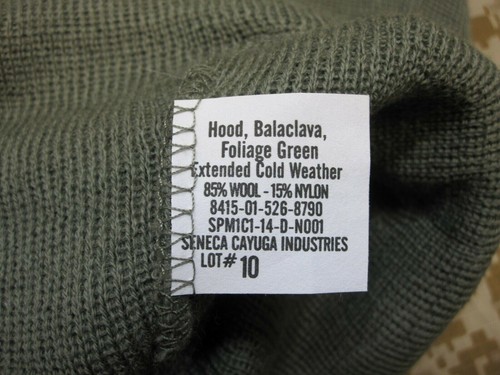 Hood, Balaclava,
Foliage Green
Extended Cold Weather
85% WOOL - 15% NYLON
8415-01-526-8790
SPM1C1-14-D-N001
SENECA CAYUGA INDUSTRIES
LOT# 10